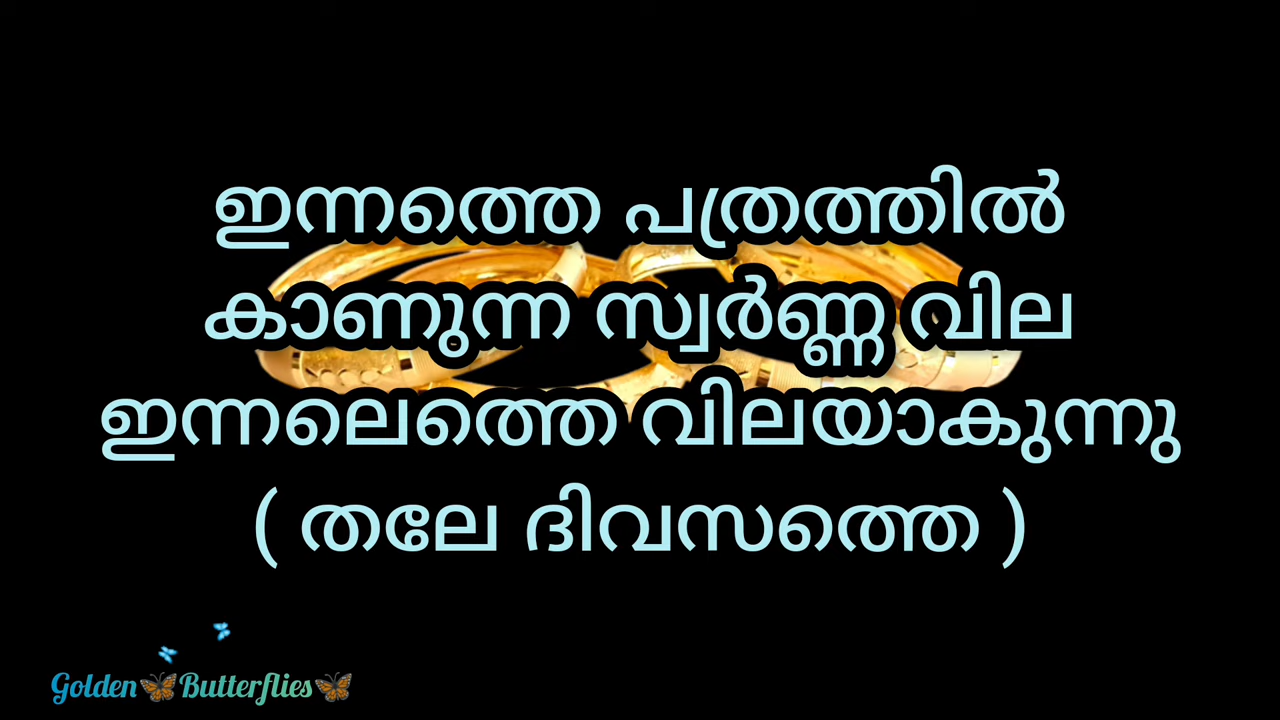 ഇന്നത്തെ പത്രത്തിൽ
കാണുന്ന സ്വർണ്ണ വില
ഇന്നലെത്തെ വിലയാകുന്നു
( തലേ ദിവസത്തെ )
Golden🦋Butterflies🦋